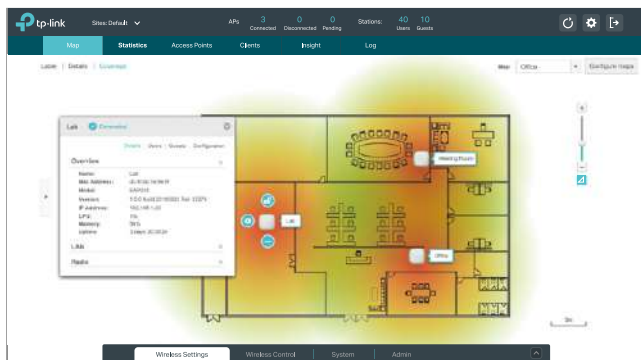 tp-link
Sites: Default
APs 3 0 0 Stations: 40 10
Connected Disconnected Pending Users Guests
Map Statistics Access Points Clients Insight Log
Label | Details | Coverage
Map: Office Configure maps
Lab Connected
Details Users Guests Configuration
Overview
Name: Lab
MAC Address:
Model:
Version:
IP Address:
CPU: 1%
Memory:
Uptime:
LAN
Radio
Lab
Meeting Room
Office
Wireless Settings Wireless Control System Admin